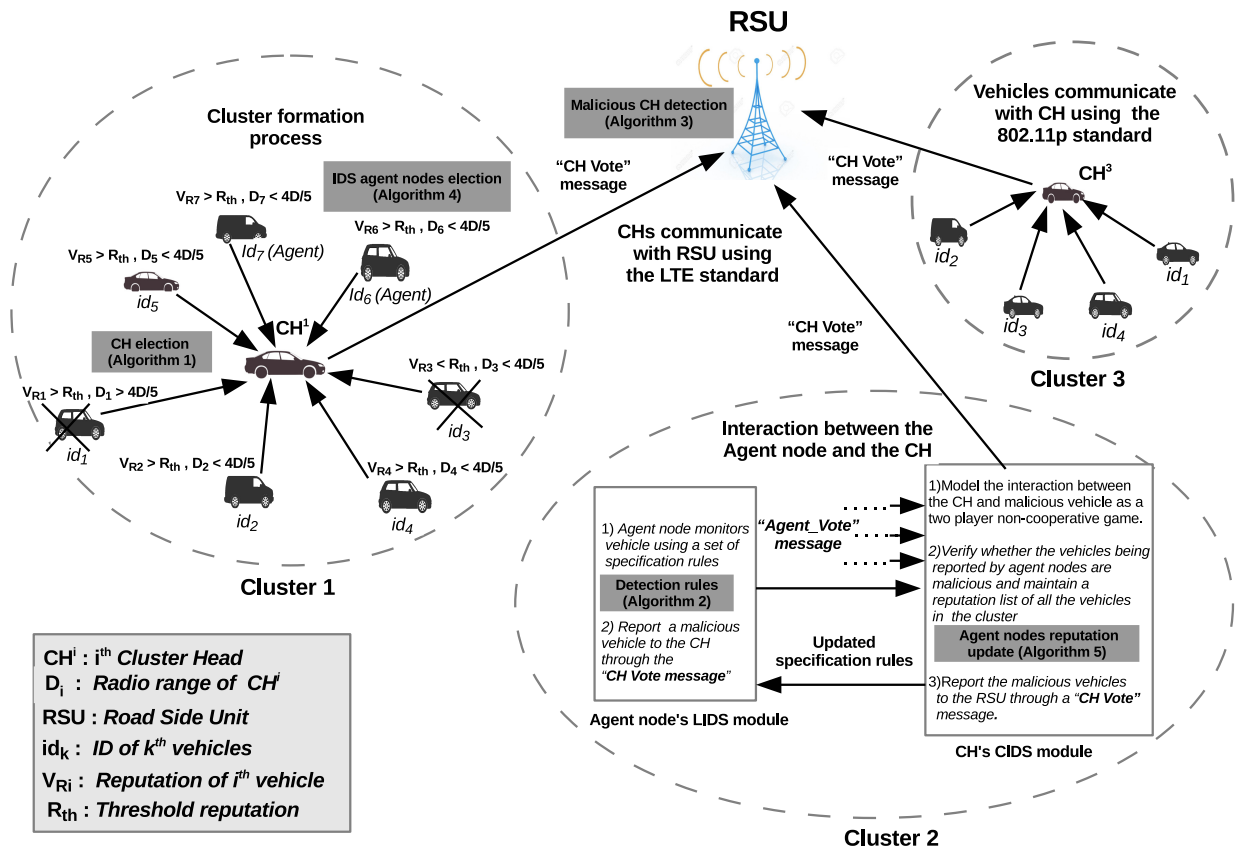 RSU
Malicious CH detection
(Algorithm 3)
Cluster formation
process
IDS agent nodes election
(Algorithm 4)
V_R7 > R_th , D_7 < 4D/5
Id_7 (Agent)
V_R6 > R_th , D_6 < 4D/5
Id_6 (Agent)
V_R5 > R_th , D_5 < 4D/5
id_5
CH^1
CH election
(Algorithm 1)
V_R3 < R_th , D_3 < 4D/5
id_3
V_R1 > R_th , D_1 > 4D/5
id_1
V_R2 > R_th , D_2 < 4D/5
id_2
V_R4 > R_th , D_4 < 4D/5
id_4
Cluster 1
“CH Vote”
message
CHs communicate
with RSU using
the LTE standard
“CH Vote”
message
“CH Vote”
message
Vehicles communicate
with CH using the
802.11p standard
CH^3
id_2
id_1
id_3
id_4
Cluster 3
Interaction between the
Agent node and the CH
1) Agent node monitors
vehicle using a set of
specification rules
Detection rules
(Algorithm 2)
2) Report a malicious
vehicle to the CH
through the
“CH Vote message”
Agent node's LIDS module
“Agent_Vote”
message
Updated
specification rules
1)Model the interaction between
the CH and malicious vehicle as a
two player non-cooperative game.
2)Verify whether the vehicles being
reported by agent nodes are
malicious and maintain a
reputation list of all the vehicles
in the cluster
Agent nodes reputation
update (Algorithm 5)
3)Report the malicious vehicles
to the RSU through a “CH Vote”
message.
CH's CIDS module
Cluster 2
CH^i : i^th Cluster Head
D_i : Radio range of CH^i
RSU : Road Side Unit
id_k : ID of k^th vehicles
V_Ri : Reputation of i^th vehicle
R_th : Threshold reputation